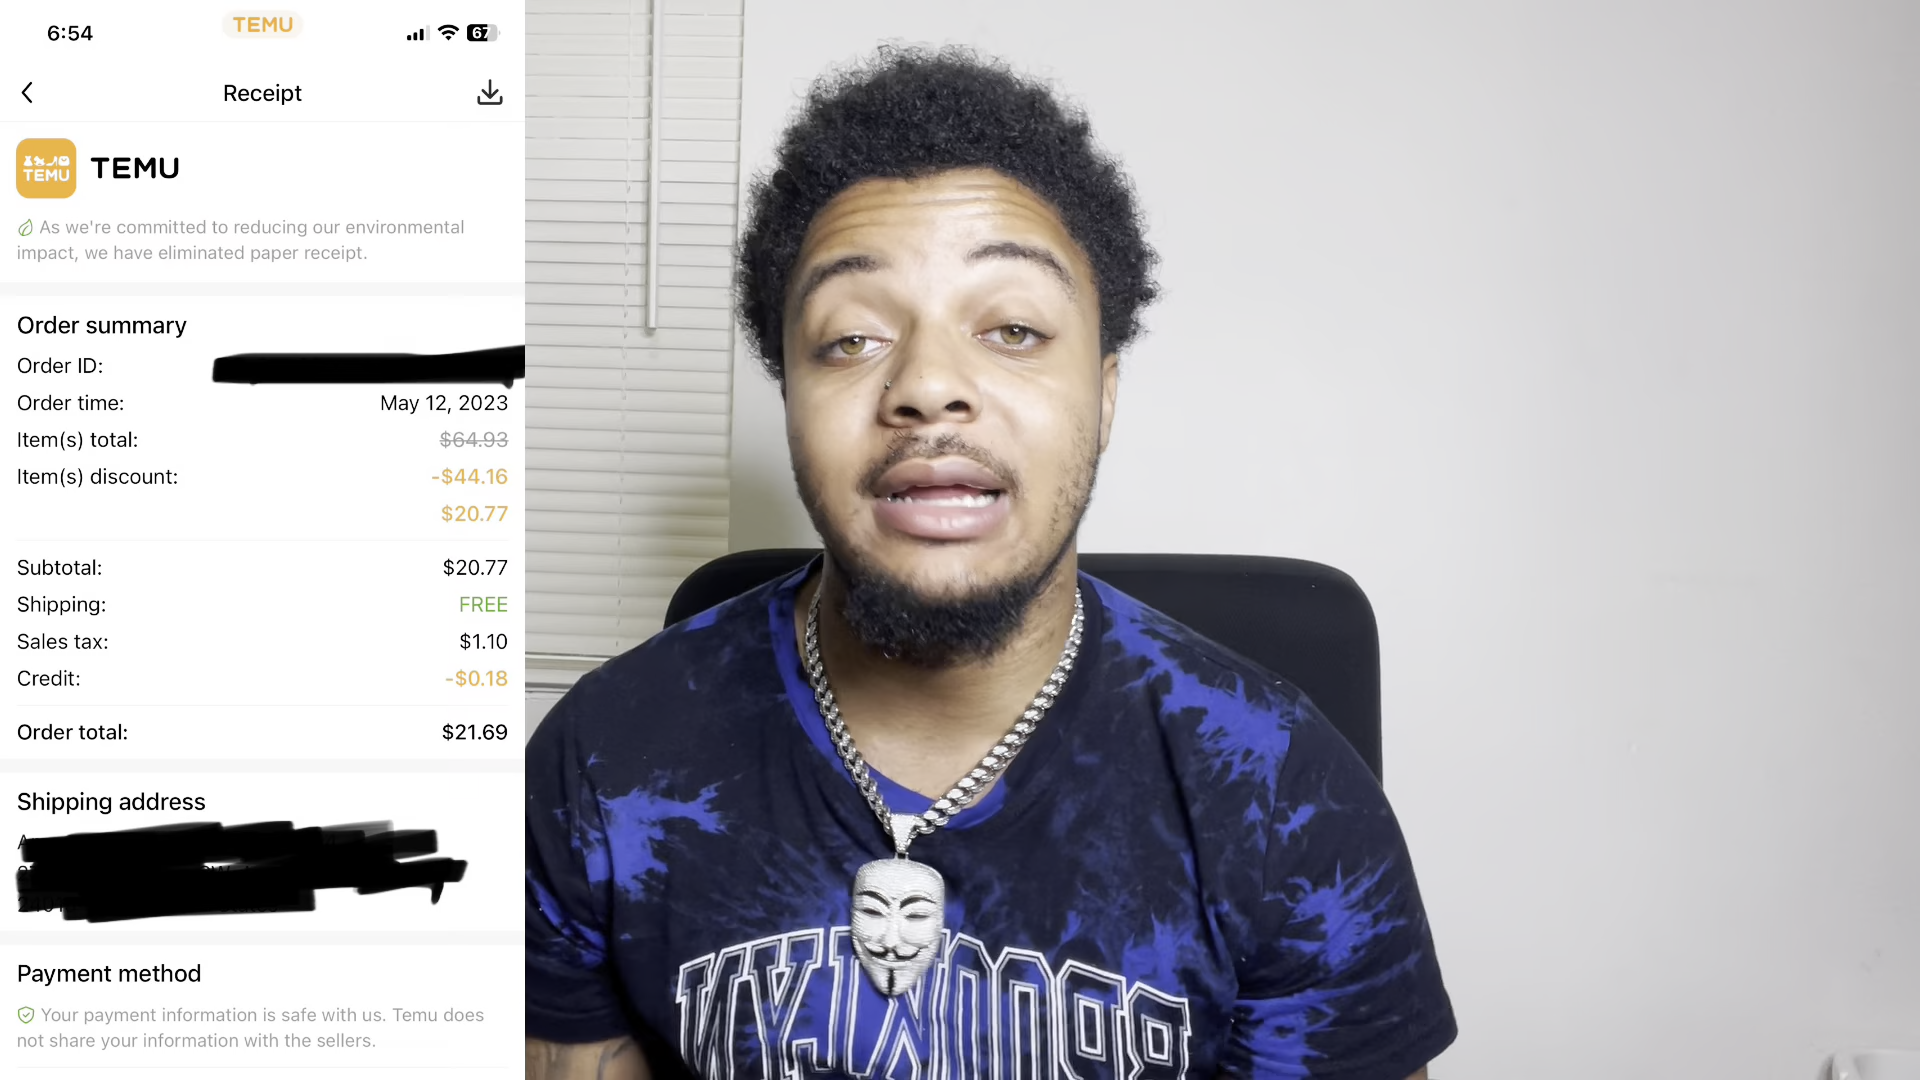 6:54
TEMU
67
Receipt
TEMU
TEMU
As we're committed to reducing our environmental
impact, we have eliminated paper receipt.
Order summary
Order ID:
Order time: May 12, 2023
Item(s) total: $64.93
Item(s) discount: -$44.16
$20.77
Subtotal: $20.77
Shipping: FREE
Sales tax: $1.10
Credit: -$0.18
Order total: $21.69
Shipping address
Payment method
Your payment information is safe with us. Temu does
not share your information with the sellers.